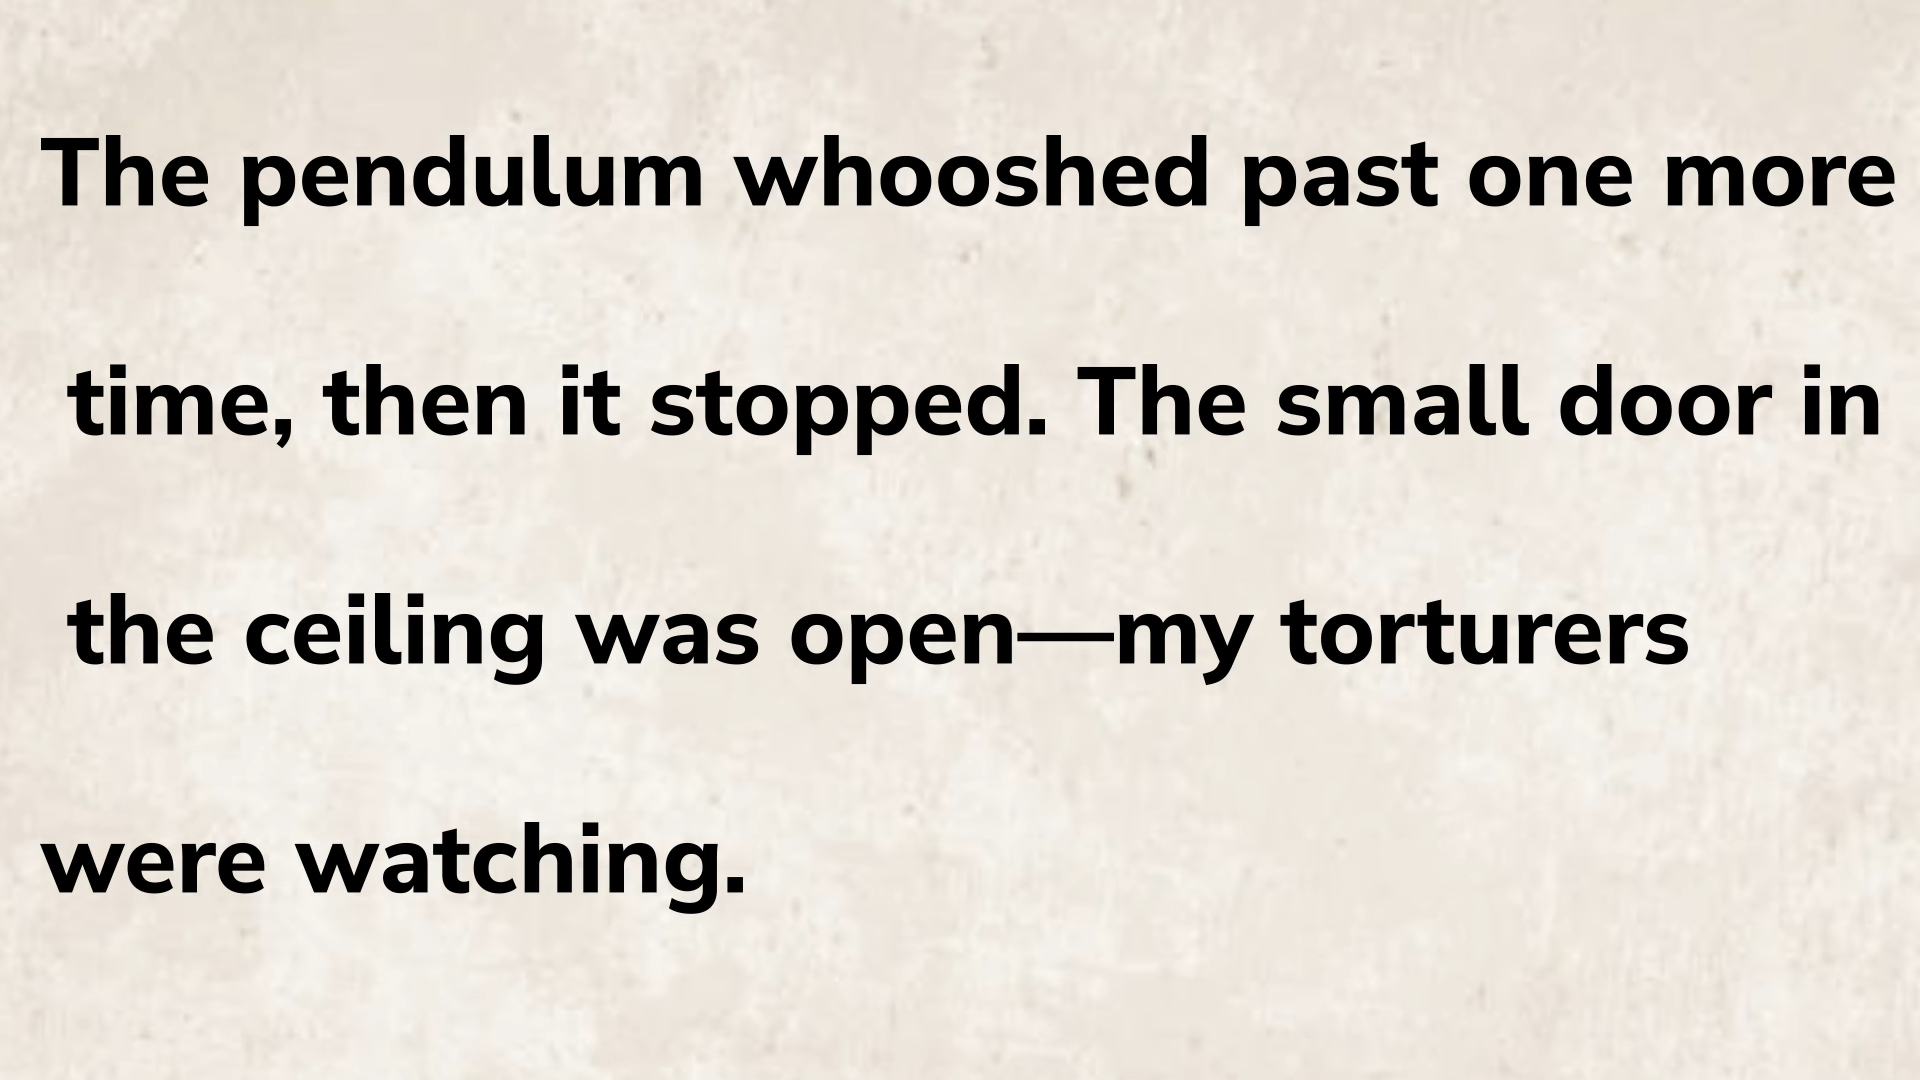 The pendulum whooshed past one more
time, then it stopped. The small door in
the ceiling was open—my torturers
were watching.